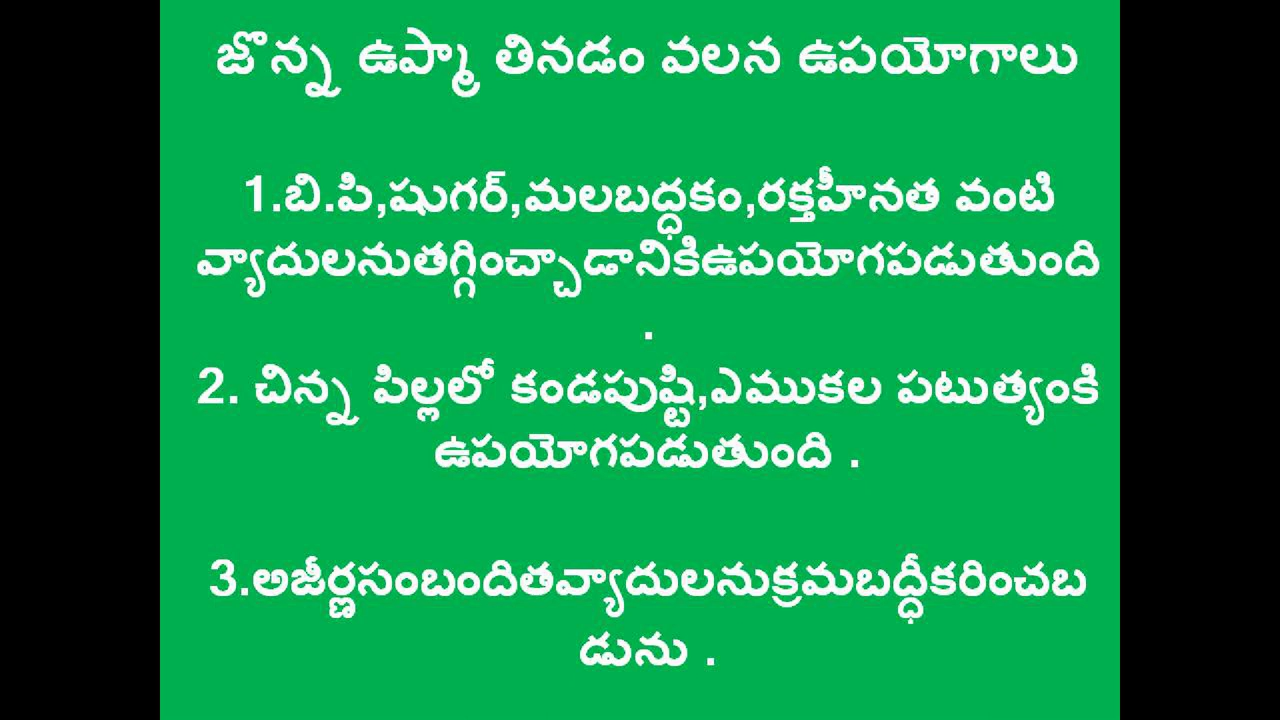 జొన్న ఉప్మా తినడం వలన ఉపయోగాలు
1.బి.పి,షుగర్,మలబద్ధకం,రక్తహీనత వంటి
వ్యాదులనుతగ్గించ్చాడానికిఉపయోగపడుతుంది
.
2. చిన్న పిల్లలో కండపుష్టి,ఎముకల పటుత్యంకి
ఉపయోగపడుతుంది .
3.అజీర్ణసంబందితవ్యాదులనుక్రమబద్ధీకరించబ
డును .